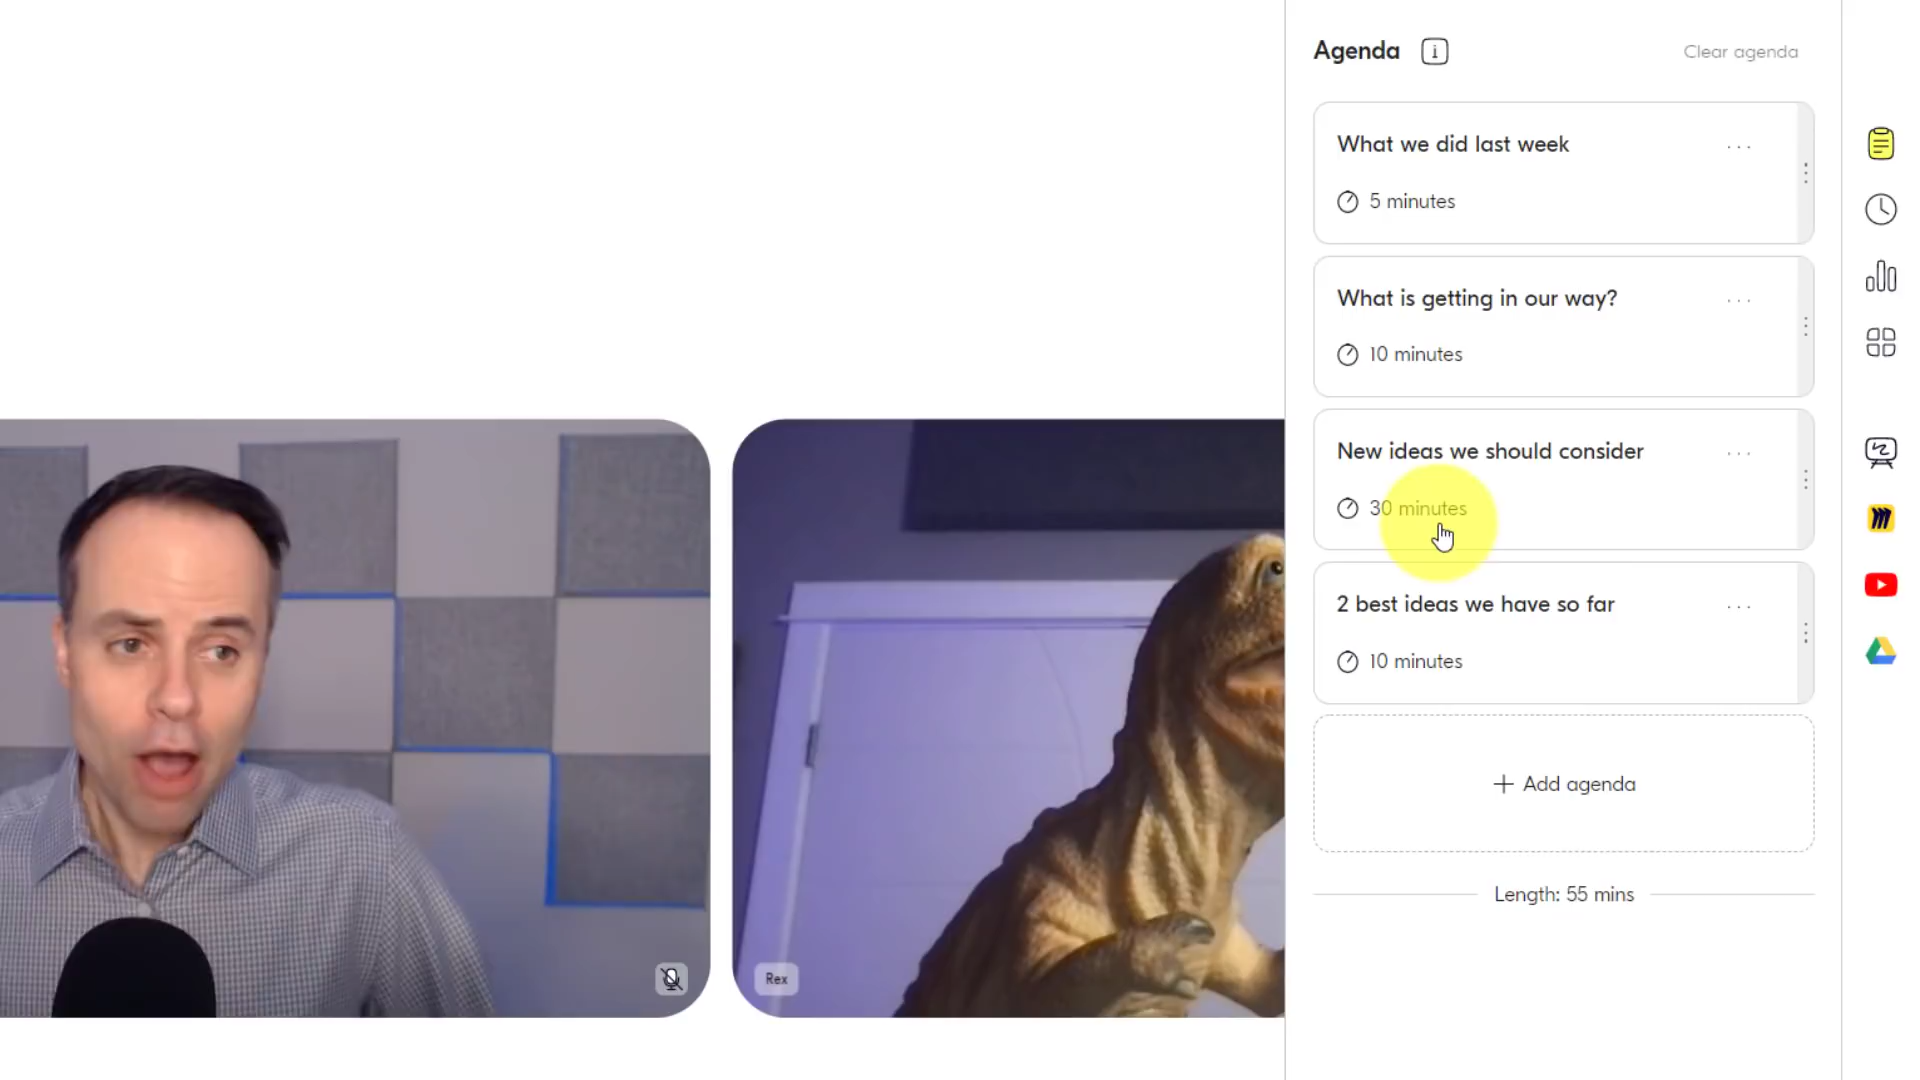 Agenda
Clear agenda
What we did last week
5 minutes
What is getting in our way?
10 minutes
New ideas we should consider
30 minutes
2 best ideas we have so far
10 minutes
Add agenda
Length: 55 mins
Rex